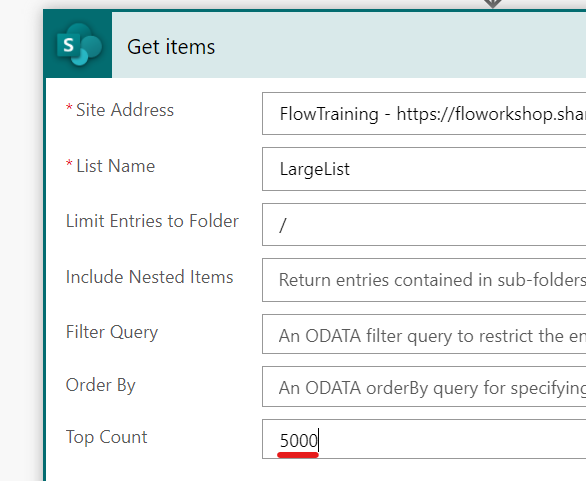 S
Get items
* Site Address
FlowTraining - https://floworkshop.sha
* List Name
LargeList
Limit Entries to Folder
/
Include Nested Items
Return entries contained in sub-folders
Filter Query
An ODATA filter query to restrict the en
Order By
An ODATA orderBy query for specifying
Top Count
5000